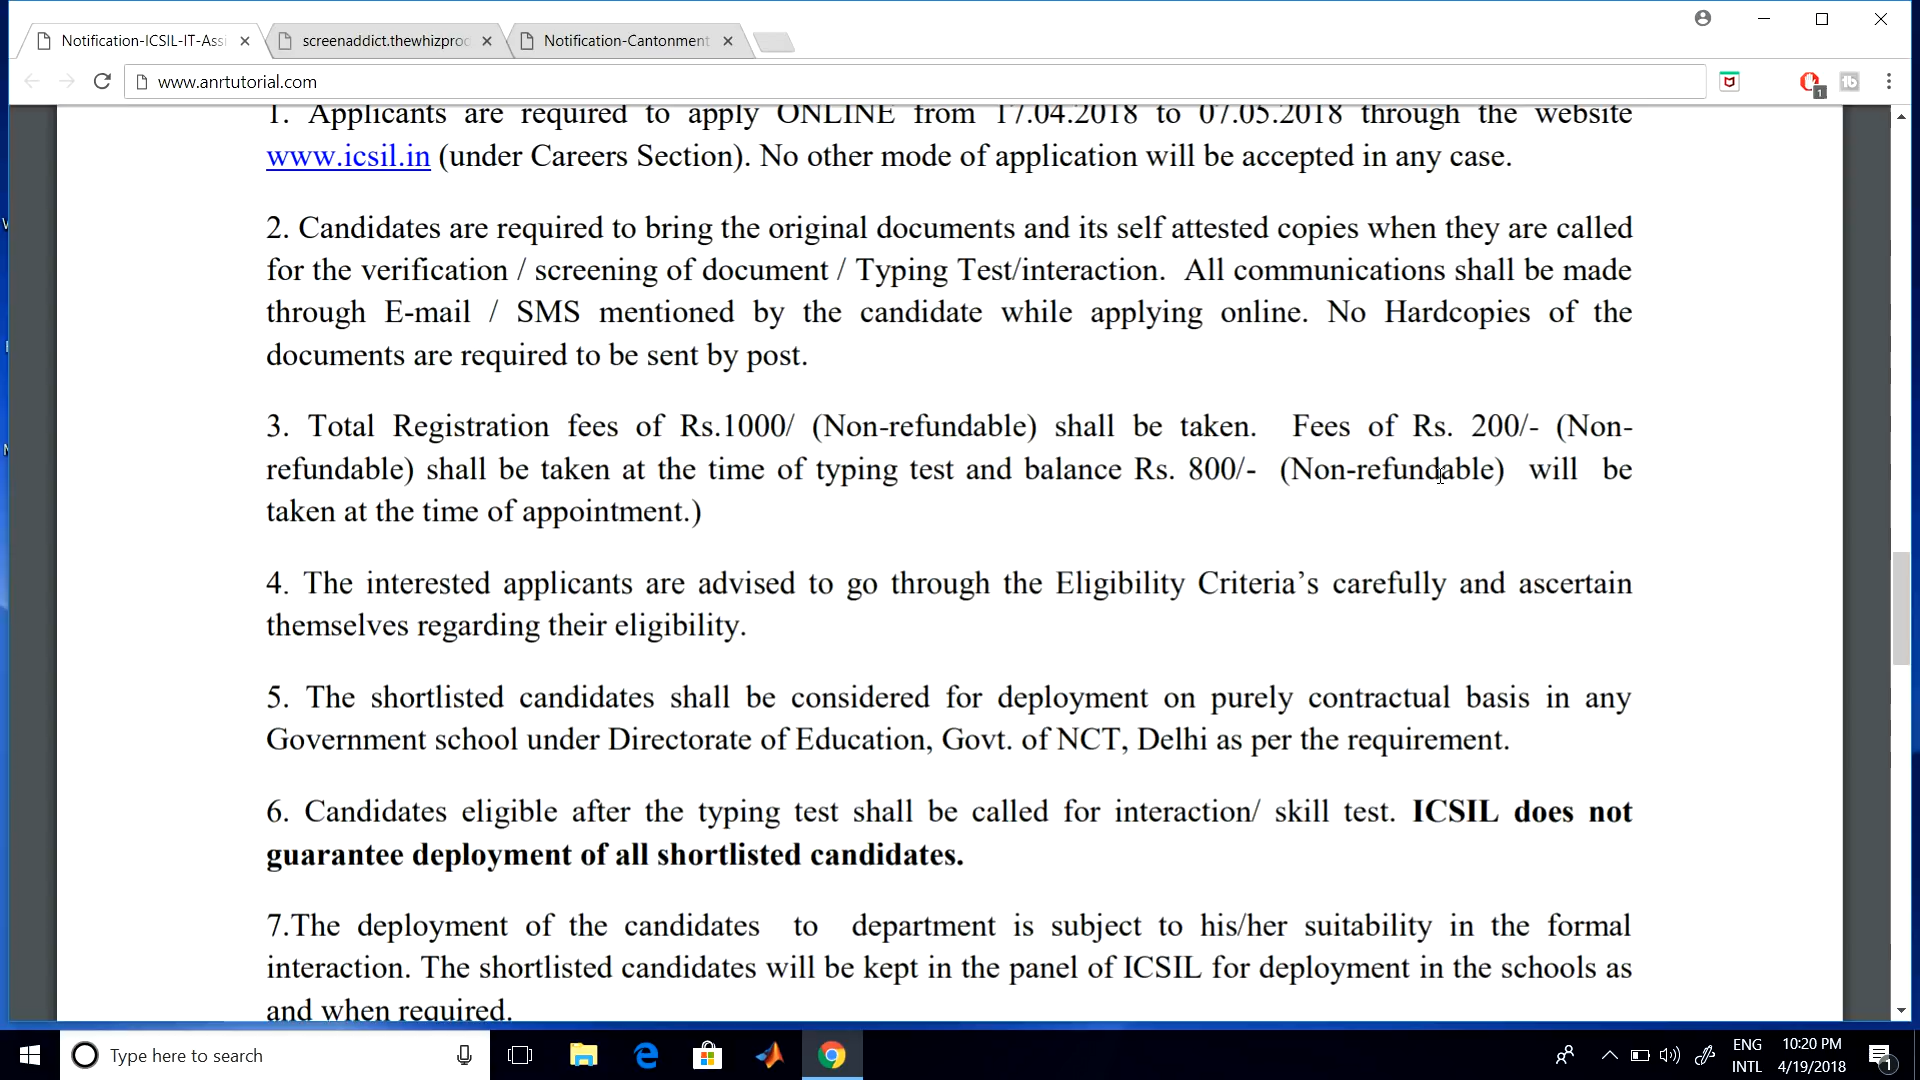 Notification-ICSIL-IT-Assi
screenaddict.thewhizproc
Notification-Cantonment
www.anrtutorial.com
1. Applicants are required to apply ONLINE from 17.04.2018 to 07.05.2018 through the website
www.icsil.in (under Careers Section). No other mode of application will be accepted in any case.
2. Candidates are required to bring the original documents and its self attested copies when they are called
for the verification / screening of document / Typing Test/interaction. All communications shall be made
through E-mail / SMS mentioned by the candidate while applying online. No Hardcopies of the
documents are required to be sent by post.
3. Total Registration fees of Rs.1000/ (Non-refundable) shall be taken. Fees of Rs. 200/- (Non-
refundable) shall be taken at the time of typing test and balance Rs. 800/- (Non-refundable) will be
taken at the time of appointment.)
4. The interested applicants are advised to go through the Eligibility Criteria’s carefully and ascertain
themselves regarding their eligibility.
5. The shortlisted candidates shall be considered for deployment on purely contractual basis in any
Government school under Directorate of Education, Govt. of NCT, Delhi as per the requirement.
6. Candidates eligible after the typing test shall be called for interaction/ skill test. ICSIL does not
guarantee deployment of all shortlisted candidates.
7.The deployment of the candidates to department is subject to his/her suitability in the formal
interaction. The shortlisted candidates will be kept in the panel of ICSIL for deployment in the schools as
and when required.
Type here to search
ENG
INTL
10:20 PM
4/19/2018
1